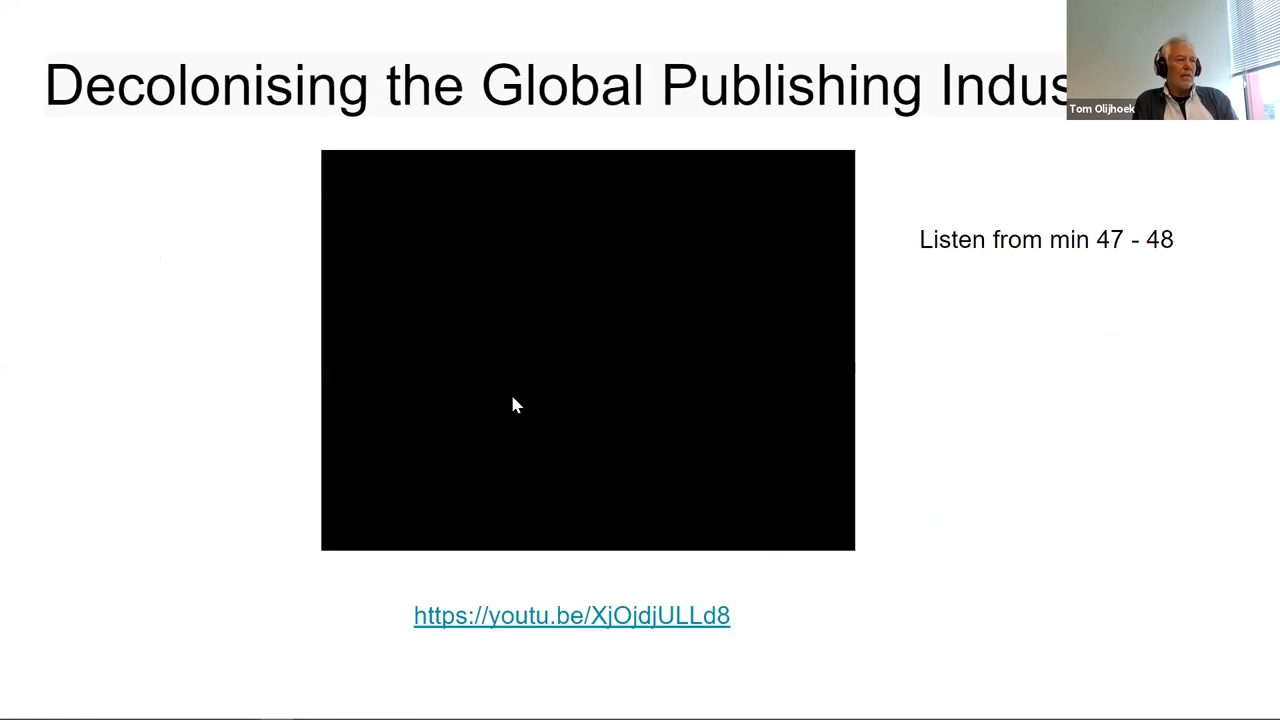 Decolonising the Global Publishing Indus
Tom Olijhoek
Listen from min 47 - 48
https://youtu.be/XjOjdjULLd8